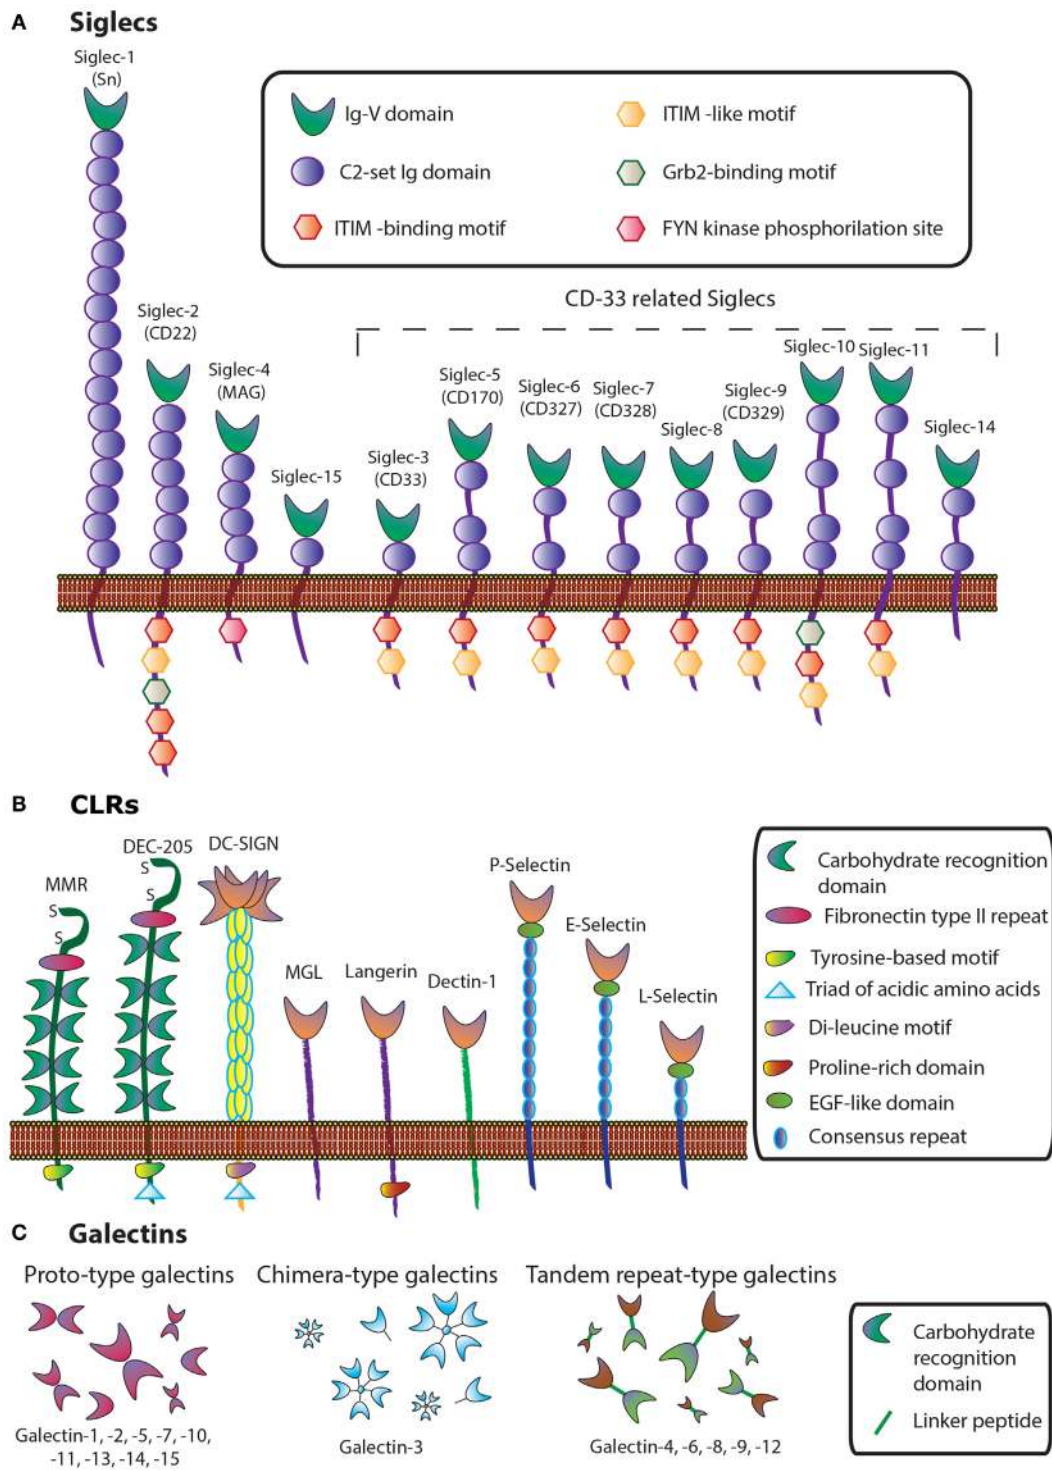 A Siglecs
Siglec-1
(Sn)
Ig-V domain
C2-set Ig domain
ITIM -binding motif
ITIM -like motif
Grb2-binding motif
FYN kinase phosphorilation site
CD-33 related Siglecs
Siglec-2
(CD22)
Siglec-4
(MAG)
Siglec-15
Siglec-3
(CD33)
Siglec-5
(CD170)
Siglec-6
(CD327)
Siglec-7
(CD328)
Siglec-8
Siglec-9
(CD329)
Siglec-10
Siglec-11
Siglec-14
B CLRs
MMR
S
S
DEC-205
S
S
DC-SIGN
MGL
Langerin
Dectin-1
P-Selectin
E-Selectin
L-Selectin
Carbohydrate recognition
domain
Fibronectin type II repeat
Tyrosine-based motif
Triad of acidic amino acids
Di-leucine motif
Proline-rich domain
EGF-like domain
Consensus repeat
C Galectins
Proto-type galectins
Galectin-1, -2, -5, -7, -10,
-11, -13, -14, -15
Chimera-type galectins
Galectin-3
Tandem repeat-type galectins
Galectin-4, -6, -8, -9, -12
Carbohydrate
recognition
domain
Linker peptide